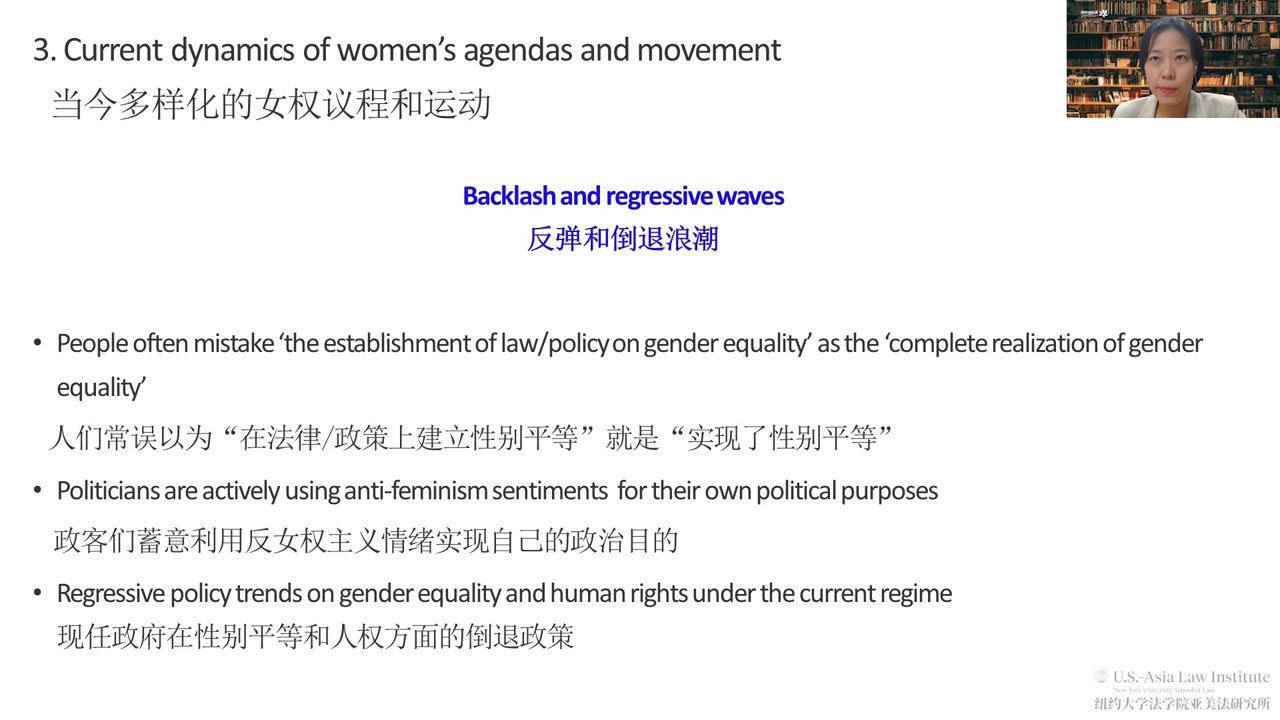 3. Current dynamics of women’s agendas and movement
当今多样化的女权议程和运动
Backlash and regressive waves
反弹和倒退浪潮
• People often mistake ‘the establishment of law/policy on gender equality’ as the ‘complete realization of gender
equality’
人们常误以为“在法律/政策上建立性别平等”就是“实现了性别平等”
• Politicians are actively using anti-feminism sentiments for their own political purposes
政客们蓄意利用反女权主义情绪实现自己的政治目的
• Regressive policy trends on gender equality and human rights under the current regime
现任政府在性别平等和人权方面的倒退政策
dongguk
U.S.-Asia Law Institute
New York University School of Law
纽约大学法学院亚美法研究所